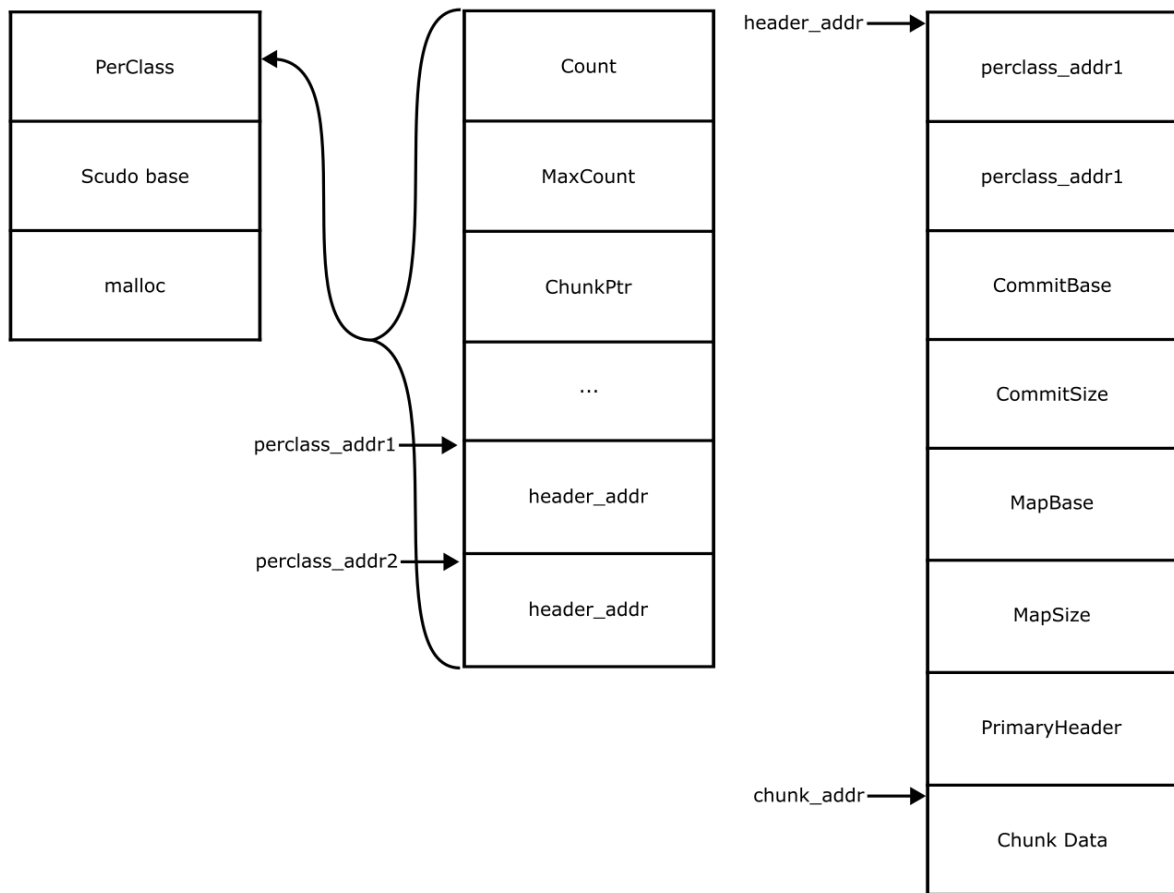 PerClass
Scudo base
malloc
Count
MaxCount
ChunkPtr
...
perclass_addr1
header_addr
perclass_addr2
header_addr
header_addr
perclass_addr1
perclass_addr1
CommitBase
CommitSize
MapBase
MapSize
PrimaryHeader
chunk_addr
Chunk Data